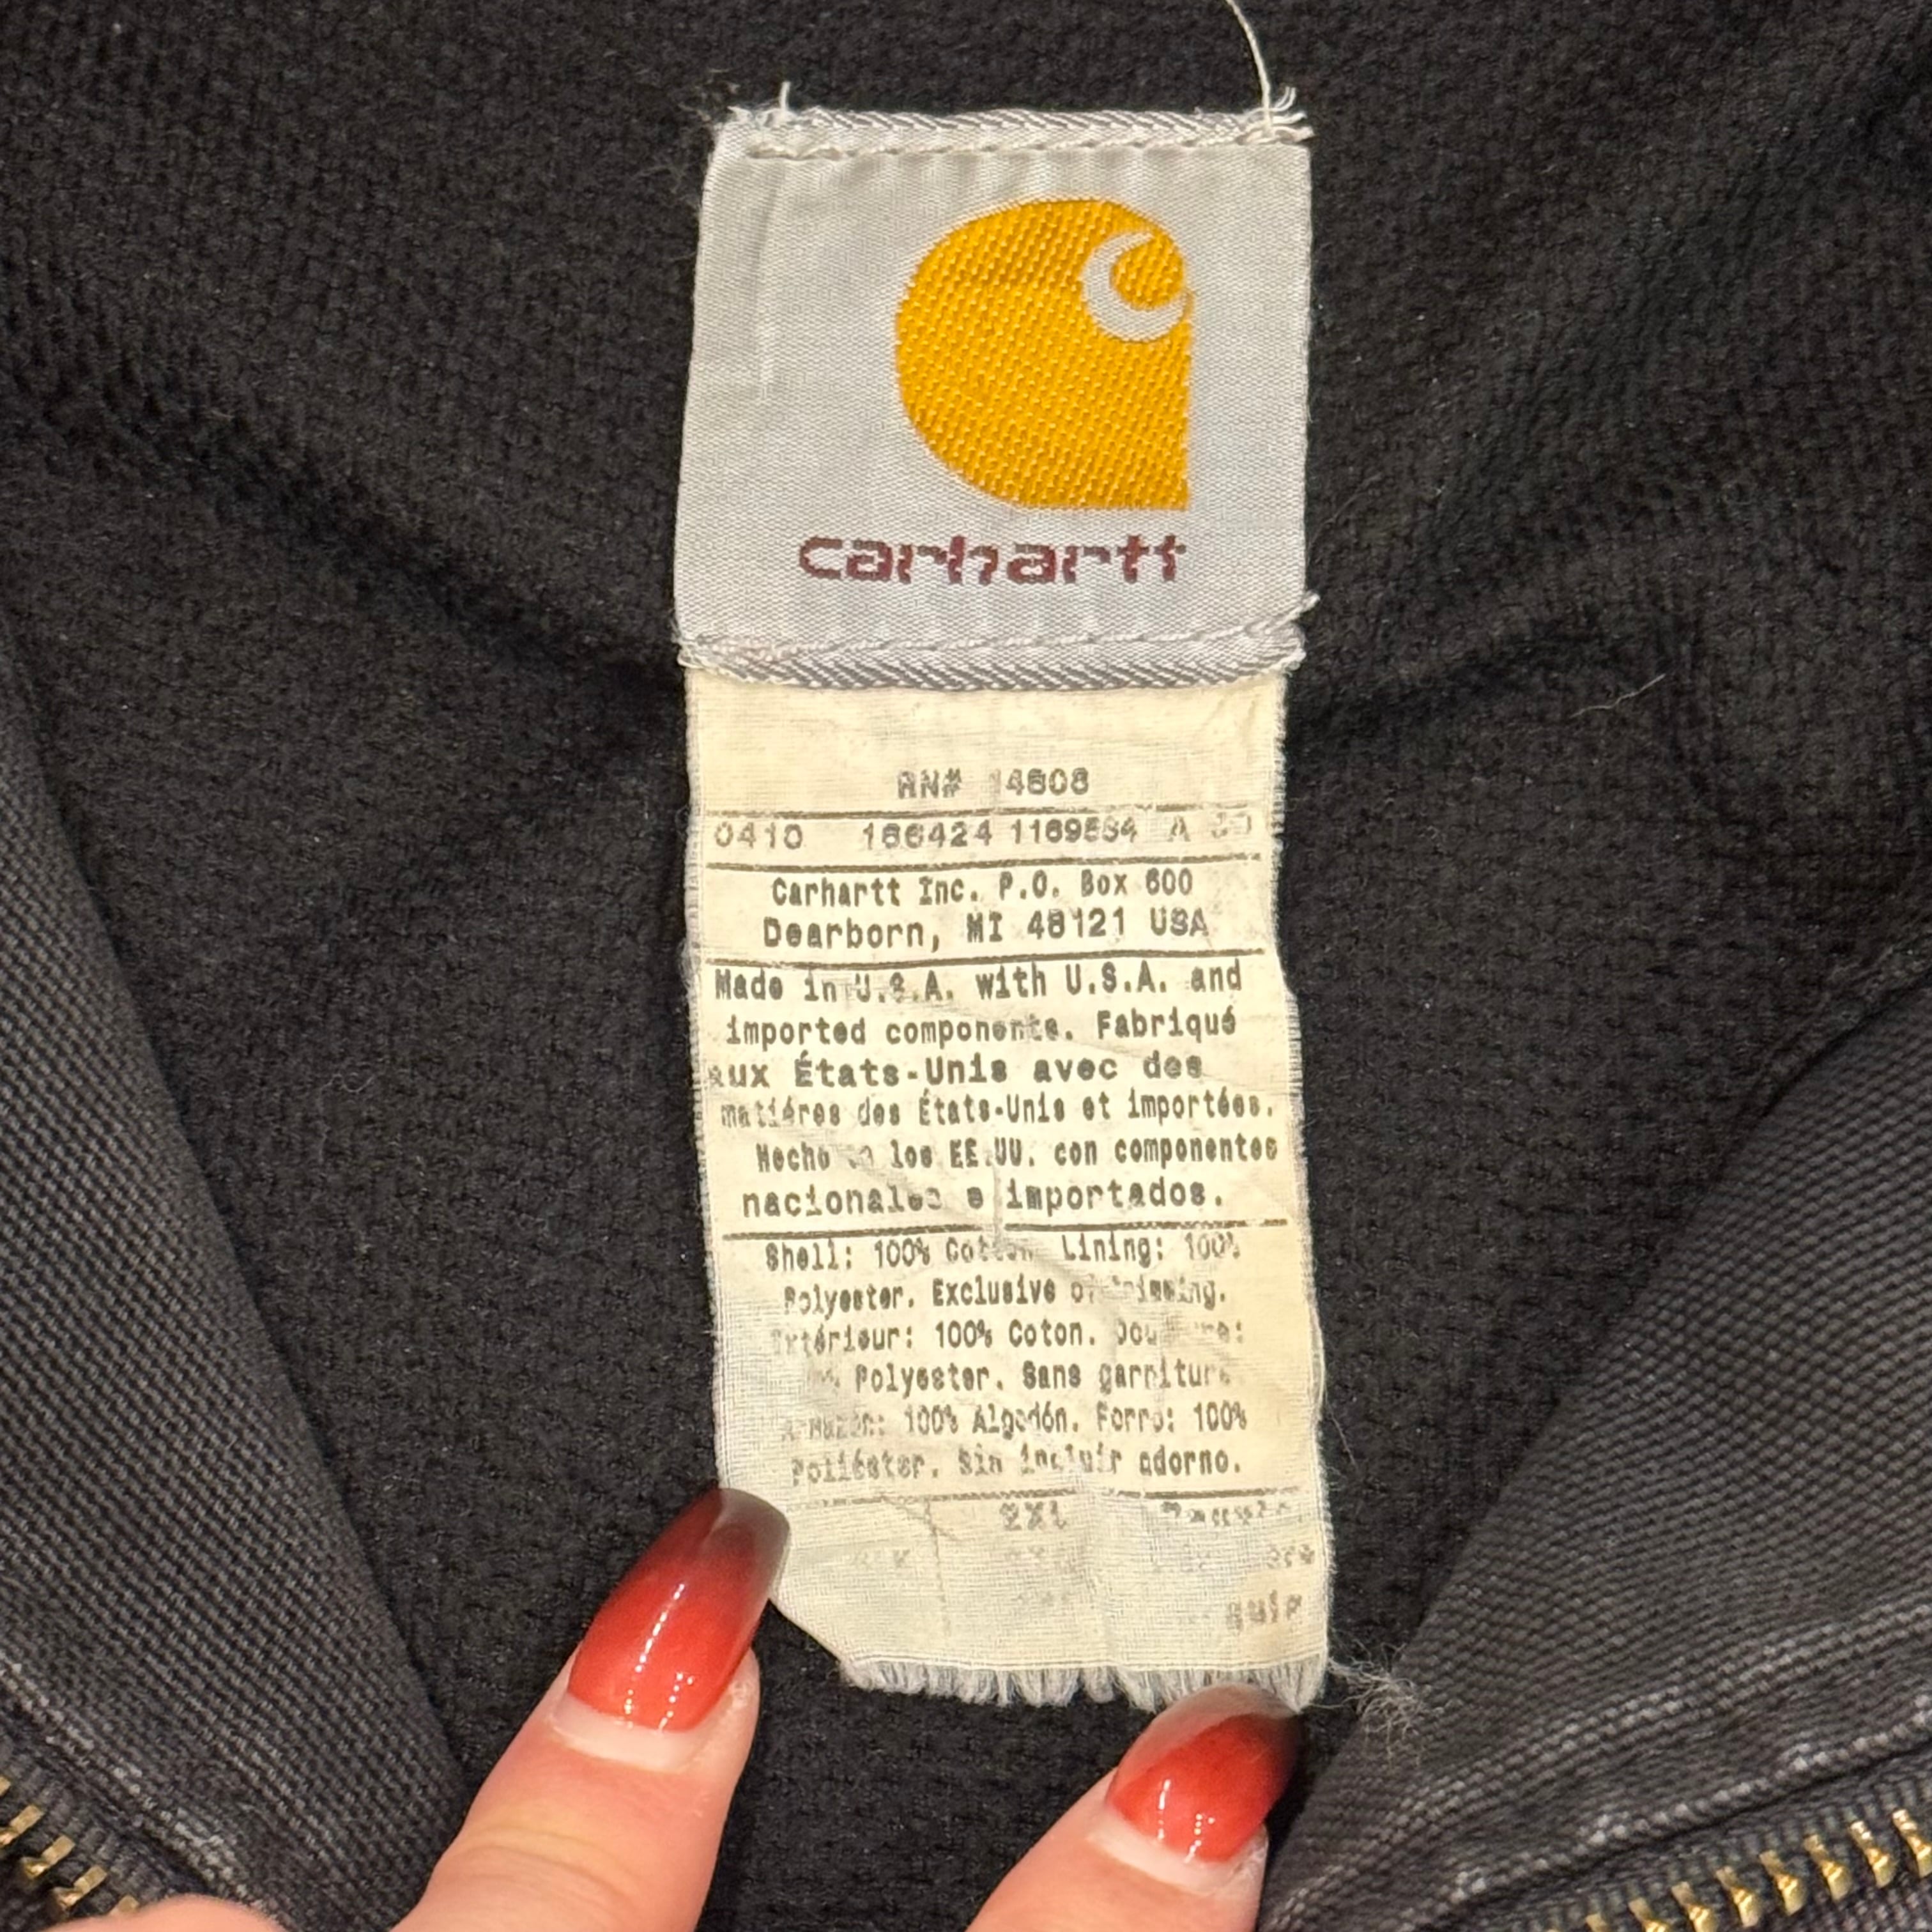 carhartt
RN# 14806
0410 166424 A
Carhartt Inc. P.O. Box 600
Dearborn, MI 48121 USA
Made in U.S.A. with U.S.A. and
imported components. Fabriqué
aux États-Unis avec des
matiéres des États-Unis et importées.
Hecho en los EE.UU. con componentes
nacionales e importados.
Shell: 100% Cotton Lining: 100%
Polyester. Exclusive of trimming.
Extérieur: 100% Coton.
Polyester. Sans garniture
Armazón: 100% Algodón. Forro: 100%
Poliéster. Sin incluir adorno.
2XL